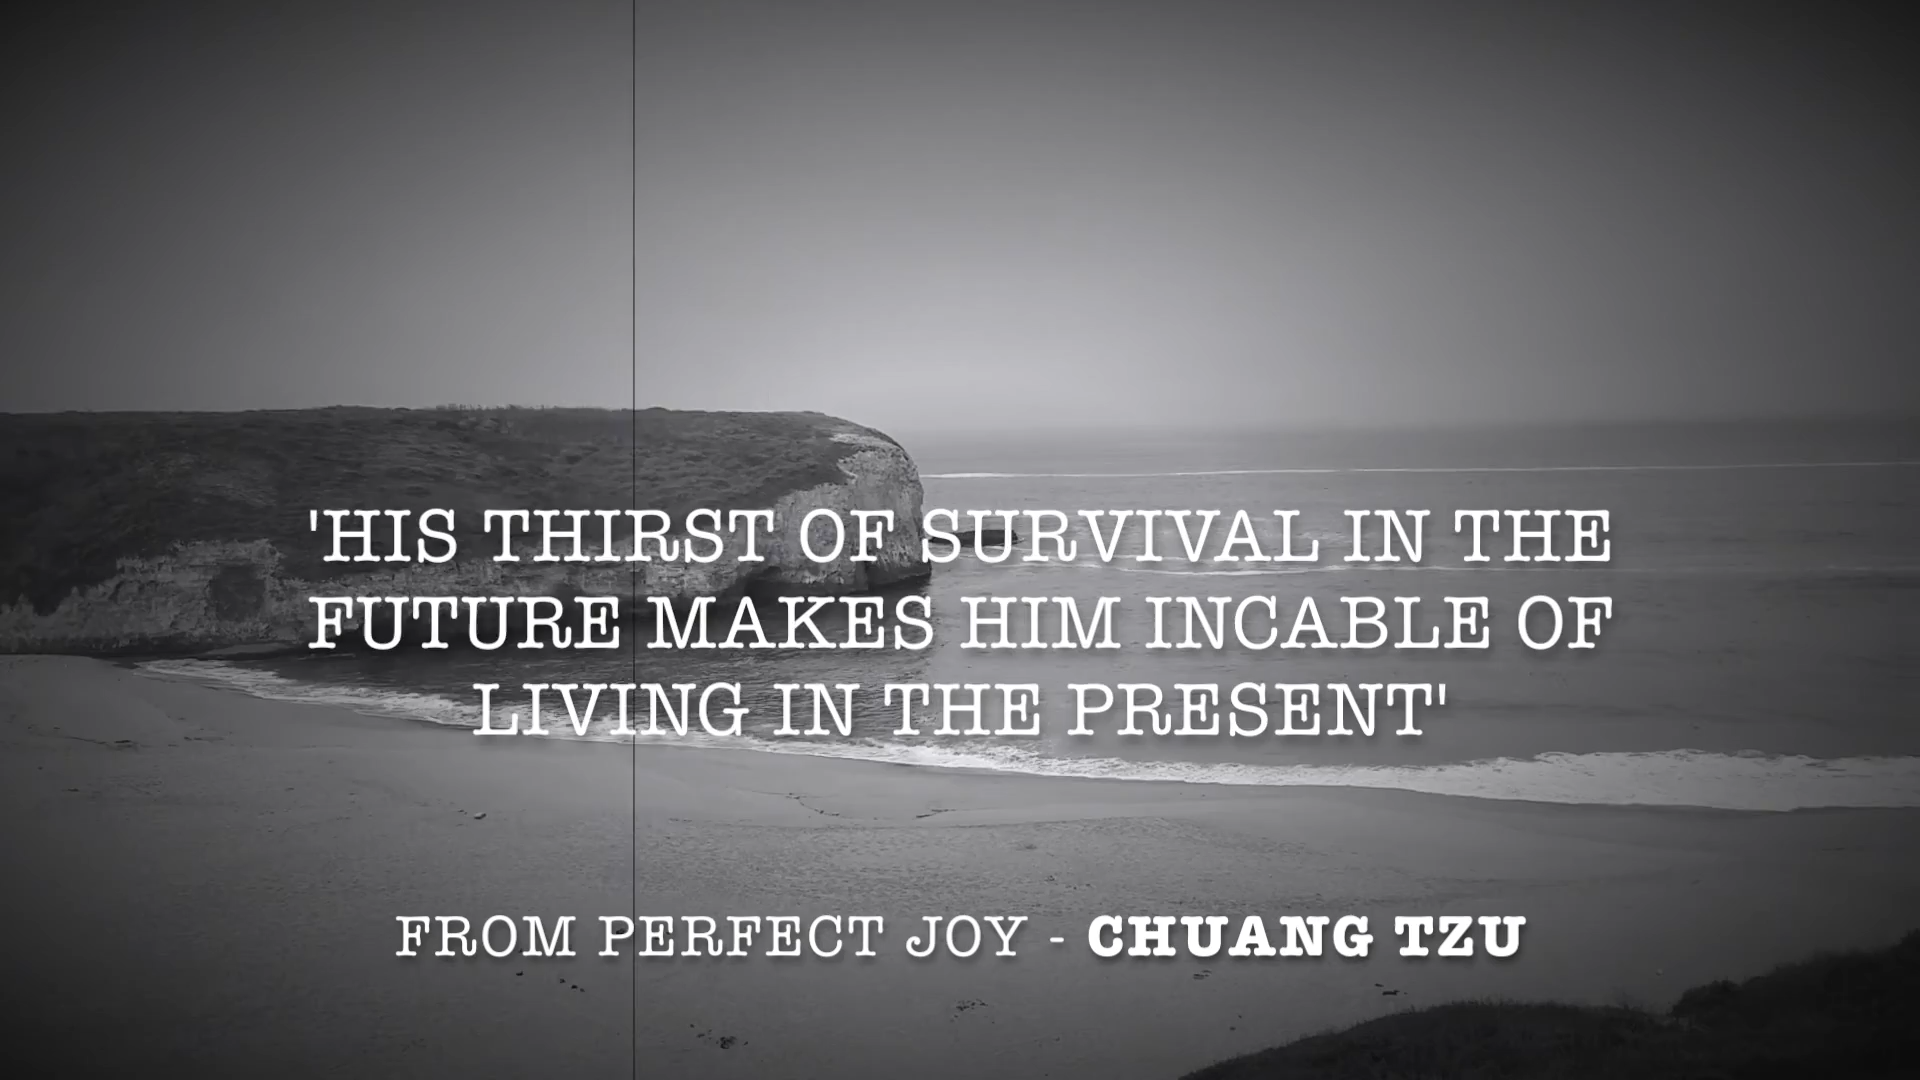 'HIS THIRST OF SURVIVAL IN THE
FUTURE MAKES HIM INCABLE OF
LIVING IN THE PRESENT'
FROM PERFECT JOY - CHUANG TZU